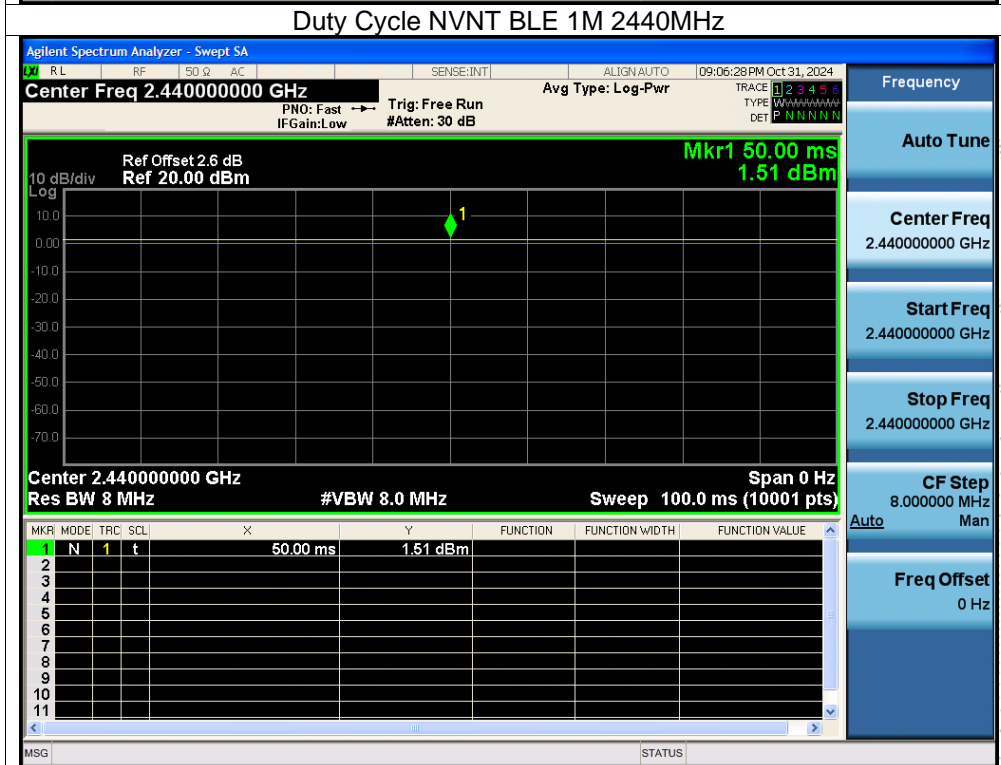 Duty Cycle NVNT BLE 1M 2440MHz
Agilent Spectrum Analyzer - Swept SA
LXI RL RF 50 Ω AC SENSE:INT ALIGN AUTO 09:06:28 PM Oct 31, 2024
Center Freq 2.440000000 GHz Avg Type: Log-Pwr TRACE 1 2 3 4 5 6
PNO: Fast Trig: Free Run TYPE WWWWWW
IFGain:Low #Atten: 30 dB DET P N N N N N
Frequency
Auto Tune
Center Freq
2.440000000 GHz
Start Freq
2.440000000 GHz
Stop Freq
2.440000000 GHz
CF Step
8.000000 MHz
Auto Man
Freq Offset
0 Hz
Mkr1 50.00 ms
1.51 dBm
Ref Offset 2.6 dB
10 dB/div Ref 20.00 dBm
Log
10.0
0.00
-10.0
-20.0
-30.0
-40.0
-50.0
-60.0
-70.0
1
Center 2.440000000 GHz Span 0 Hz
Res BW 8 MHz #VBW 8.0 MHz Sweep 100.0 ms (10001 pts)
MKR MODE TRC SCL X Y FUNCTION FUNCTION WIDTH FUNCTION VALUE
1 N 1 t 50.00 ms 1.51 dBm
2
3
4
5
6
7
8
9
10
11
MSG STATUS